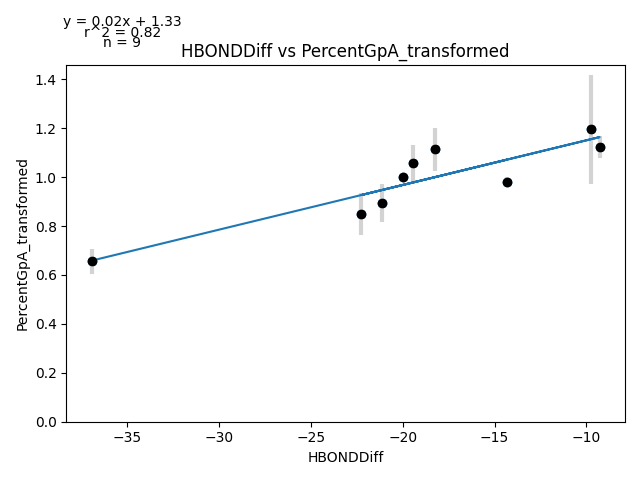 y = 0.02x + 1.33
r^2 = 0.82
n = 9
HBONDDiff vs PercentGpA_transformed
1.4
1.2
1.0
0.8
0.6
0.4
0.2
0.0
PercentGpA_transformed
−35
−30
−25
−20
−15
−10
HBONDDiff